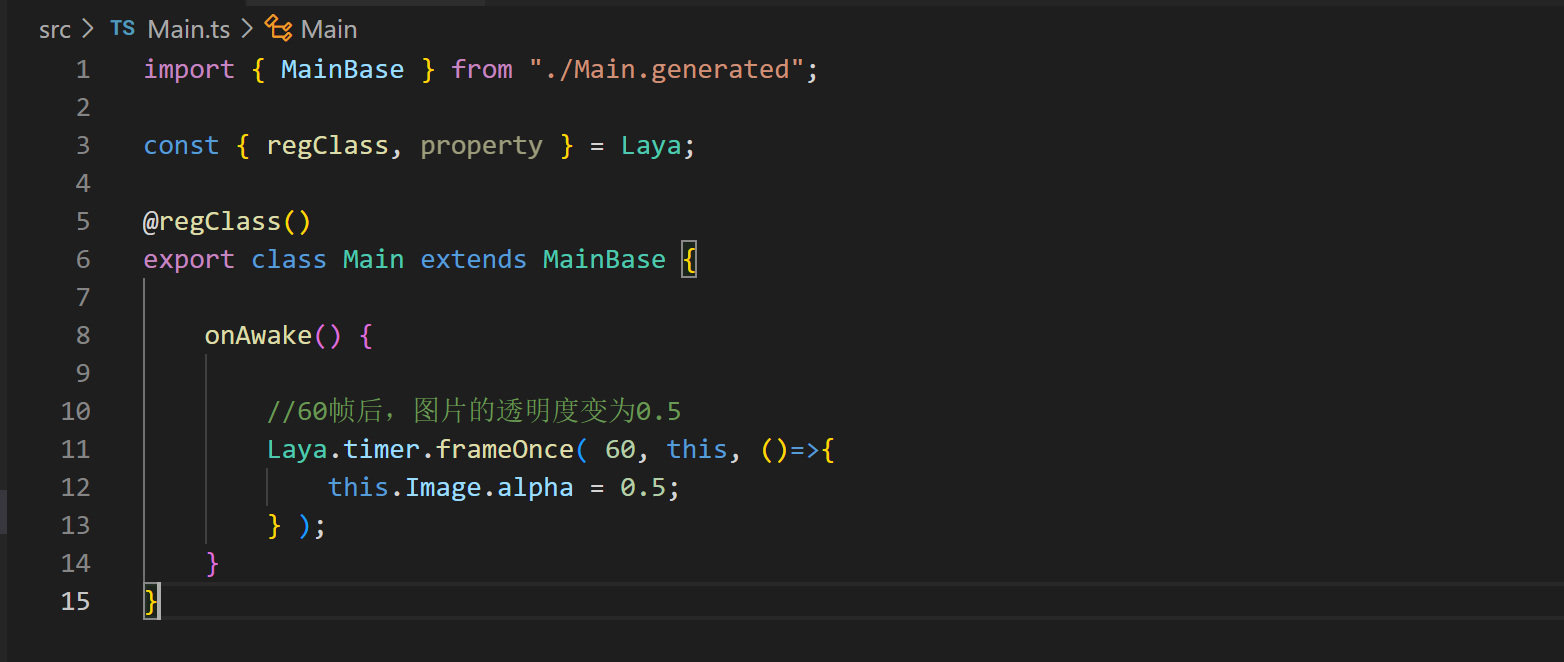 src > TS Main.ts > Main
1 import { MainBase } from "./Main.generated";
2
3 const { regClass, property } = Laya;
4
5 @regClass()
6 export class Main extends MainBase {
7
8     onAwake() {
9
10         //60帧后，图片的透明度变为0.5
11         Laya.timer.frameOnce( 60, this, ()=>{
12             this.Image.alpha = 0.5;
13         } );
14     }
15 }